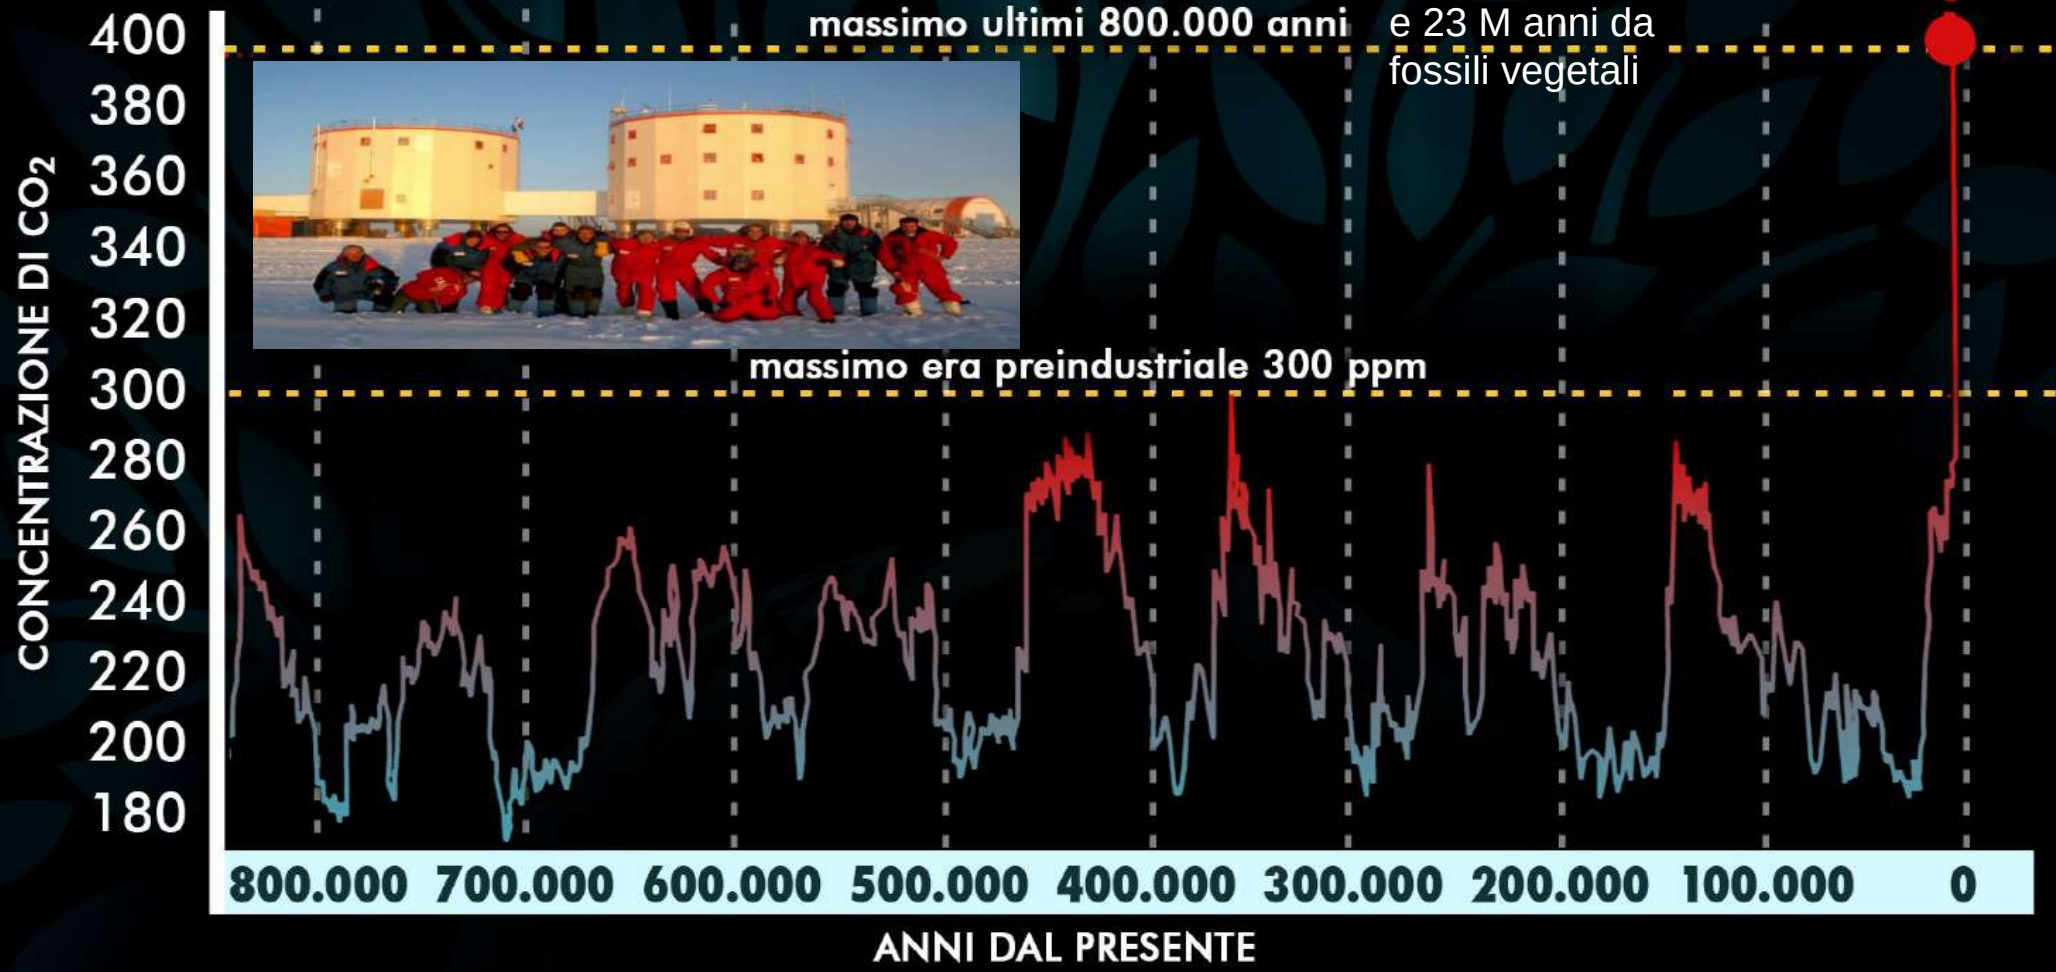 massimo ultimi 800.000 anni
e 23 M anni da
fossili vegetali
400
380
360
340
320
300
280
260
240
220
200
180
CONCENTRAZIONE DI CO₂
massimo era preindustriale 300 ppm
800.000 700.000 600.000 500.000 400.000 300.000 200.000 100.000 0
ANNI DAL PRESENTE